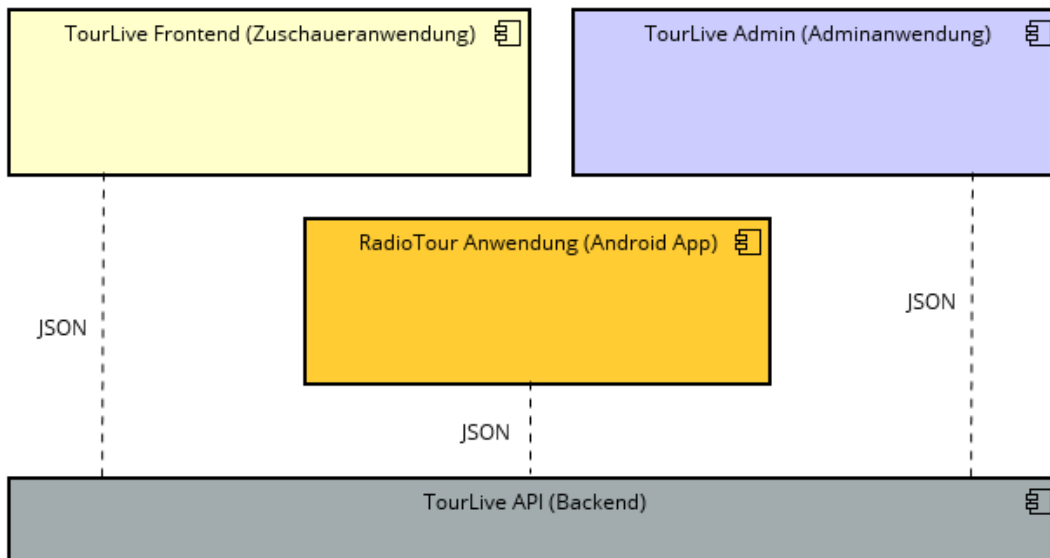 TourLive Frontend (Zuschaueranwendung)
TourLive Admin (Adminanwendung)
RadioTour Anwendung (Android App)
JSON
JSON
JSON
TourLive API (Backend)